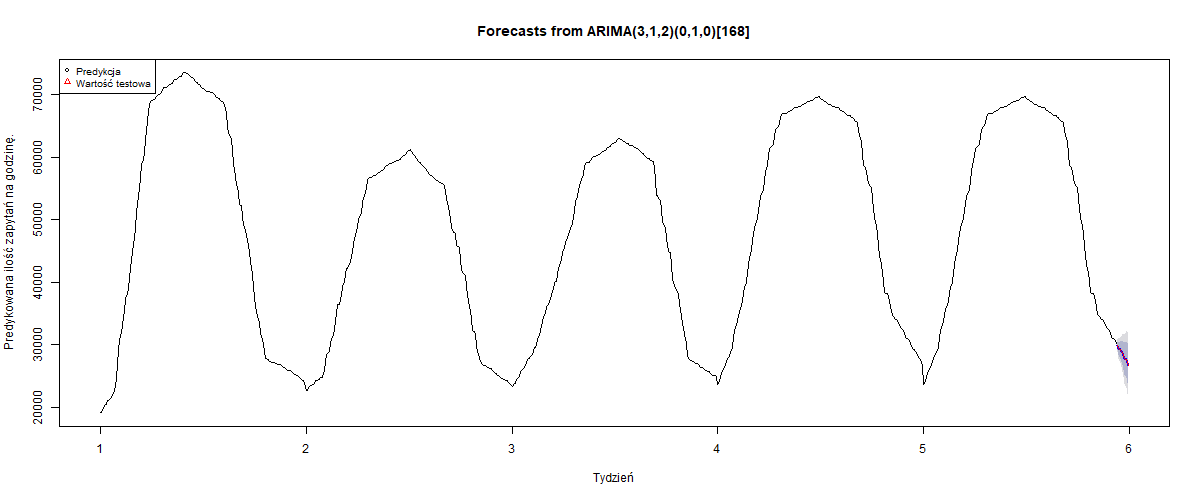 Forecasts from ARIMA(3,1,2)(0,1,0)[168]
Predykcja
Wartość testowa
Predykowana ilość zapytań na godzinę.
70000
60000
50000
40000
30000
20000
1 2 3 4 5 6
Tydzień